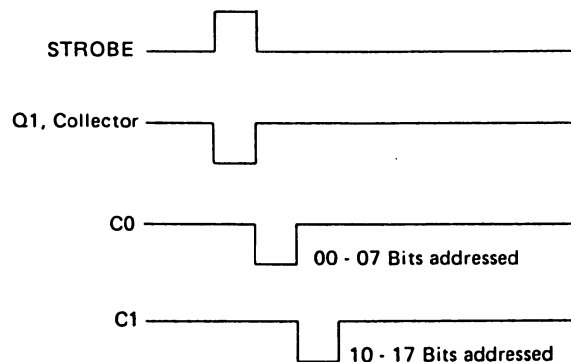 STROBE
Q1, Collector
C0
00 - 07 Bits addressed
C1
10 - 17 Bits addressed